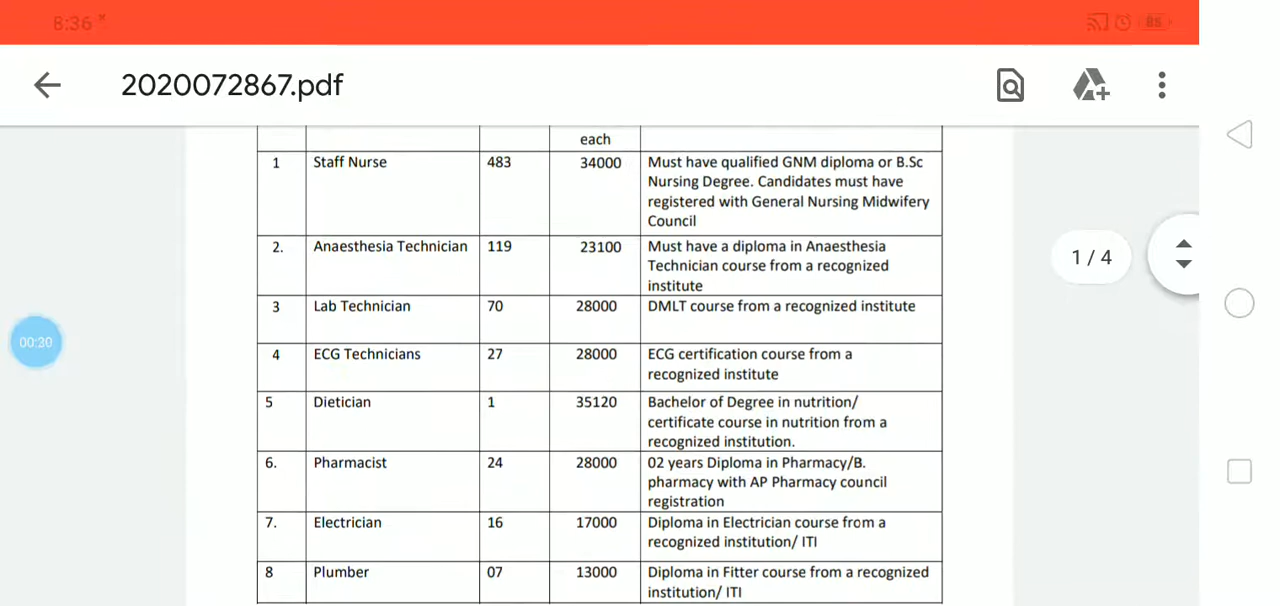 8:36
85
2020072867.pdf
each
1 Staff Nurse 483 34000 Must have qualified GNM diploma or B.Sc
Nursing Degree. Candidates must have
registered with General Nursing Midwifery
Council
2. Anaesthesia Technician 119 23100 Must have a diploma in Anaesthesia
Technician course from a recognized
institute
3 Lab Technician 70 28000 DMLT course from a recognized institute
4 ECG Technicians 27 28000 ECG certification course from a
recognized institute
5 Dietician 1 35120 Bachelor of Degree in nutrition/
certificate course in nutrition from a
recognized institution.
6. Pharmacist 24 28000 02 years Diploma in Pharmacy/B.
pharmacy with AP Pharmacy council
registration
7. Electrician 16 17000 Diploma in Electrician course from a
recognized institution/ ITI
8 Plumber 07 13000 Diploma in Fitter course from a recognized
institution/ ITI
1 / 4
00:30